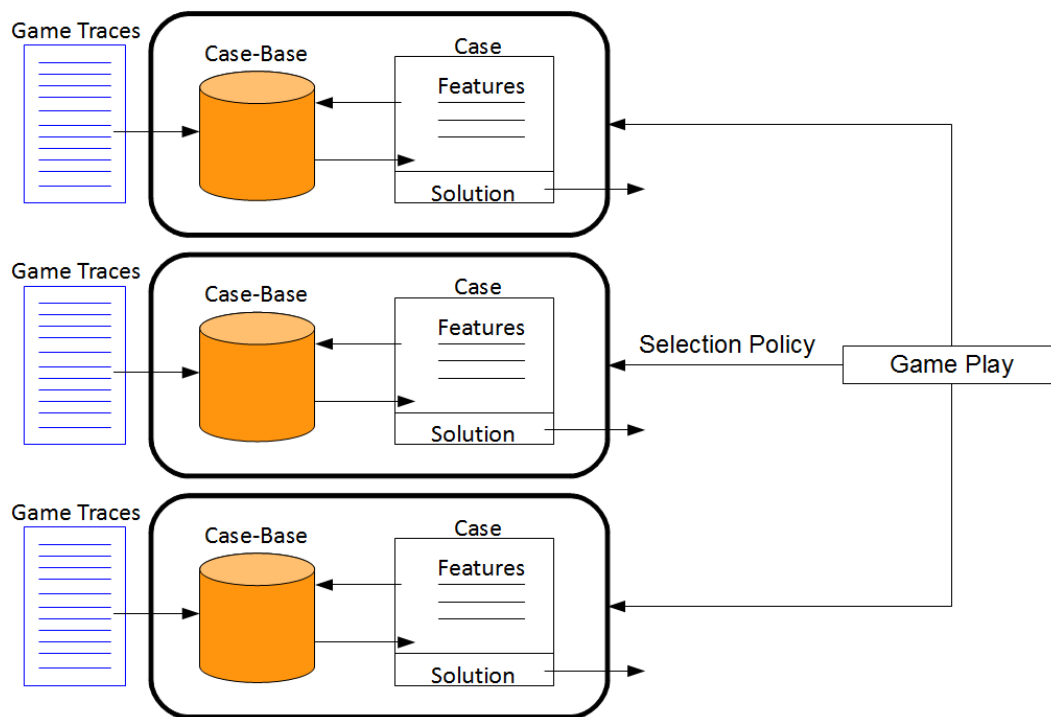 Game Traces
Case-Base
Case
Features
Solution
Game Traces
Case-Base
Case
Features
Solution
Selection Policy
Game Play
Game Traces
Case-Base
Case
Features
Solution